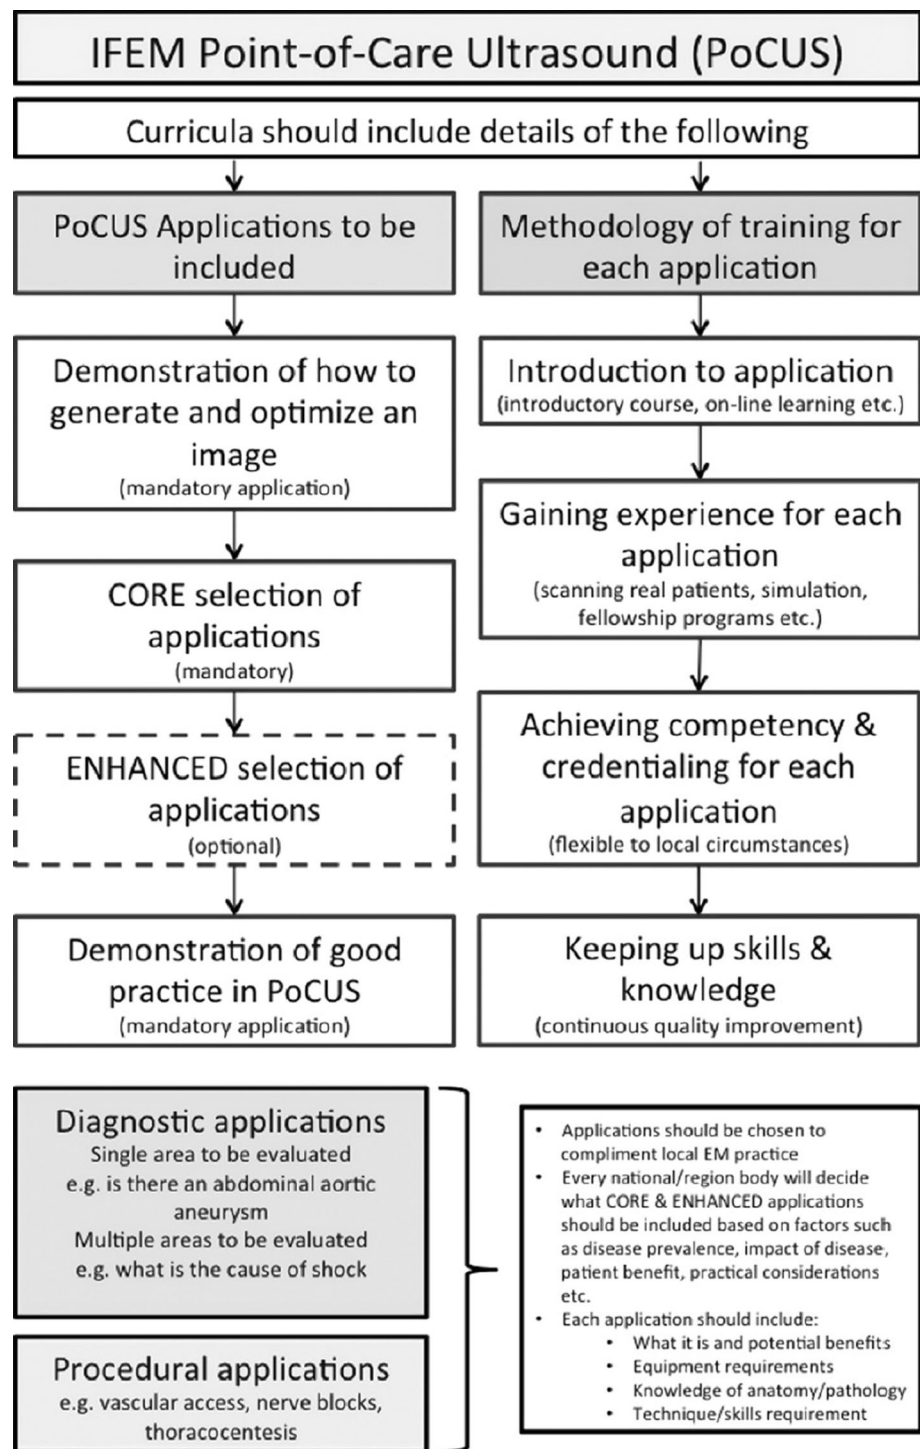 IFEM Point-of-Care Ultrasound (PoCUS)
Curricula should include details of the following
PoCUS Applications to be
included
Demonstration of how to
generate and optimize an
image
(mandatory application)
CORE selection of
applications
(mandatory)
ENHANCED selection of
applications
(optional)
Demonstration of good
practice in PoCUS
(mandatory application)
Methodology of training for
each application
Introduction to application
(introductory course, on-line learning etc.)
Gaining experience for each
application
(scanning real patients, simulation,
fellowship programs etc.)
Achieving competency &
credentialing for each
application
(flexible to local circumstances)
Keeping up skills &
knowledge
(continuous quality improvement)
Diagnostic applications
Single area to be evaluated
e.g. is there an abdominal aortic
aneurysm
Multiple areas to be evaluated
e.g. what is the cause of shock
Procedural applications
e.g. vascular access, nerve blocks,
thoracocentesis
• Applications should be chosen to
compliment local EM practice
• Every national/region body will decide
what CORE & ENHANCED applications
should be included based on factors such
as disease prevalence, impact of disease,
patient benefit, practical considerations
etc.
• Each application should include:
• What it is and potential benefits
• Equipment requirements
• Knowledge of anatomy/pathology
• Technique/skills requirement